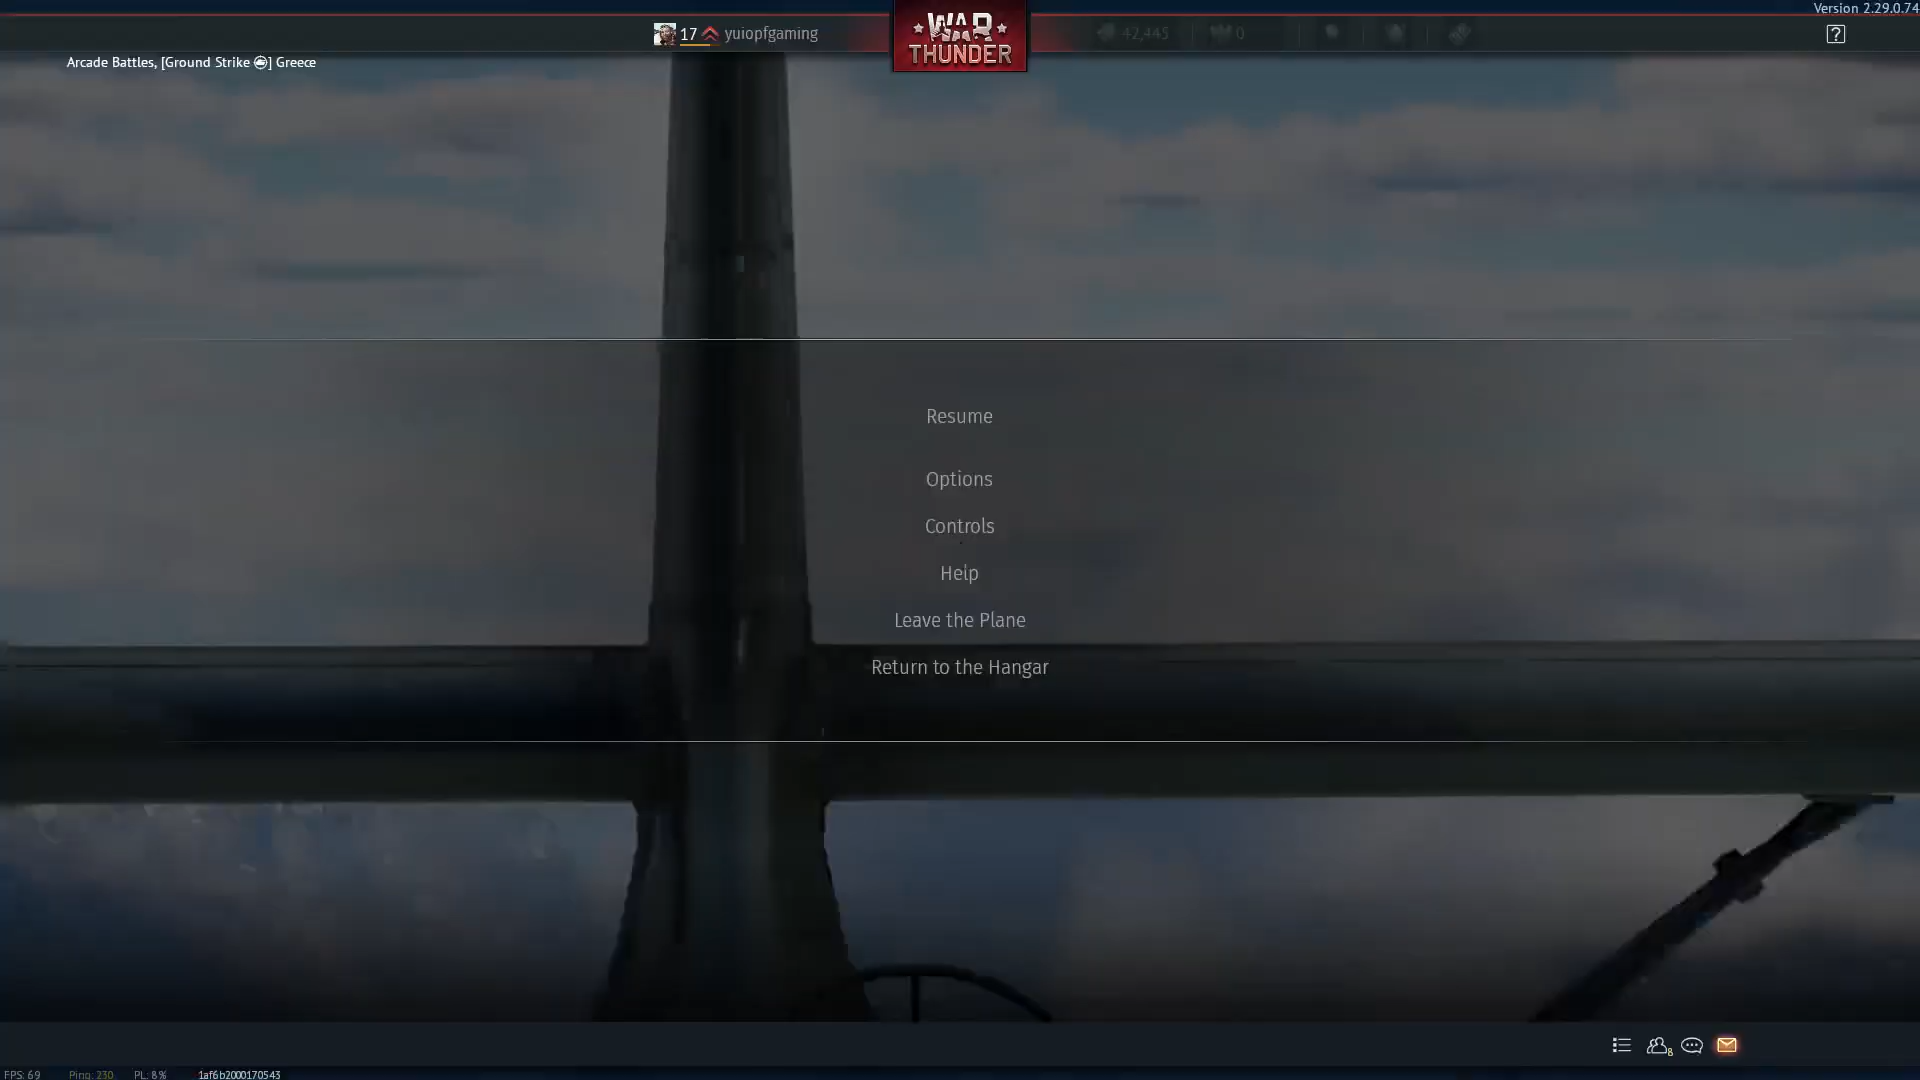 Version 2.29.0.74
17 yuiopfgaming
WAR
THUNDER
42,445
0
?
Arcade Battles, [Ground Strike] Greece
Resume
Options
Controls
Help
Leave the Plane
Return to the Hangar
8
FPS: 69 Ping: 230 PL: 8% 1af6b2000170543